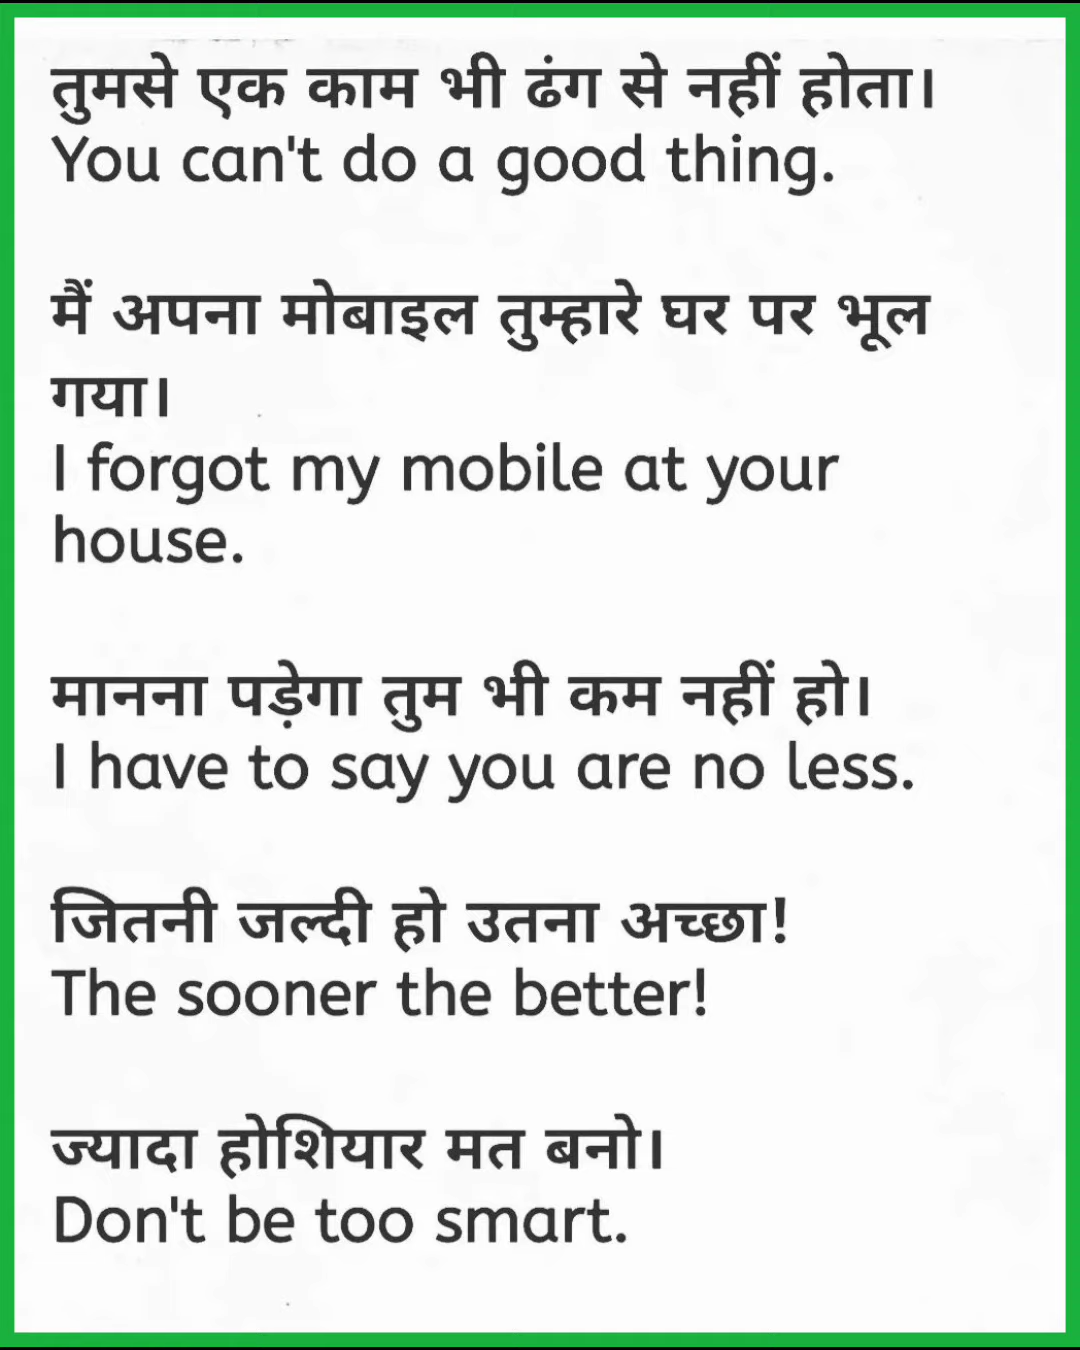 तुमसे एक काम भी ढंग से नहीं होता।
You can't do a good thing.
मैं अपना मोबाइल तुम्हारे घर पर भूल
गया।
I forgot my mobile at your
house.
मानना पड़ेगा तुम भी कम नहीं हो।
I have to say you are no less.
जितनी जल्दी हो उतना अच्छा!
The sooner the better!
ज्यादा होशियार मत बनो।
Don't be too smart.